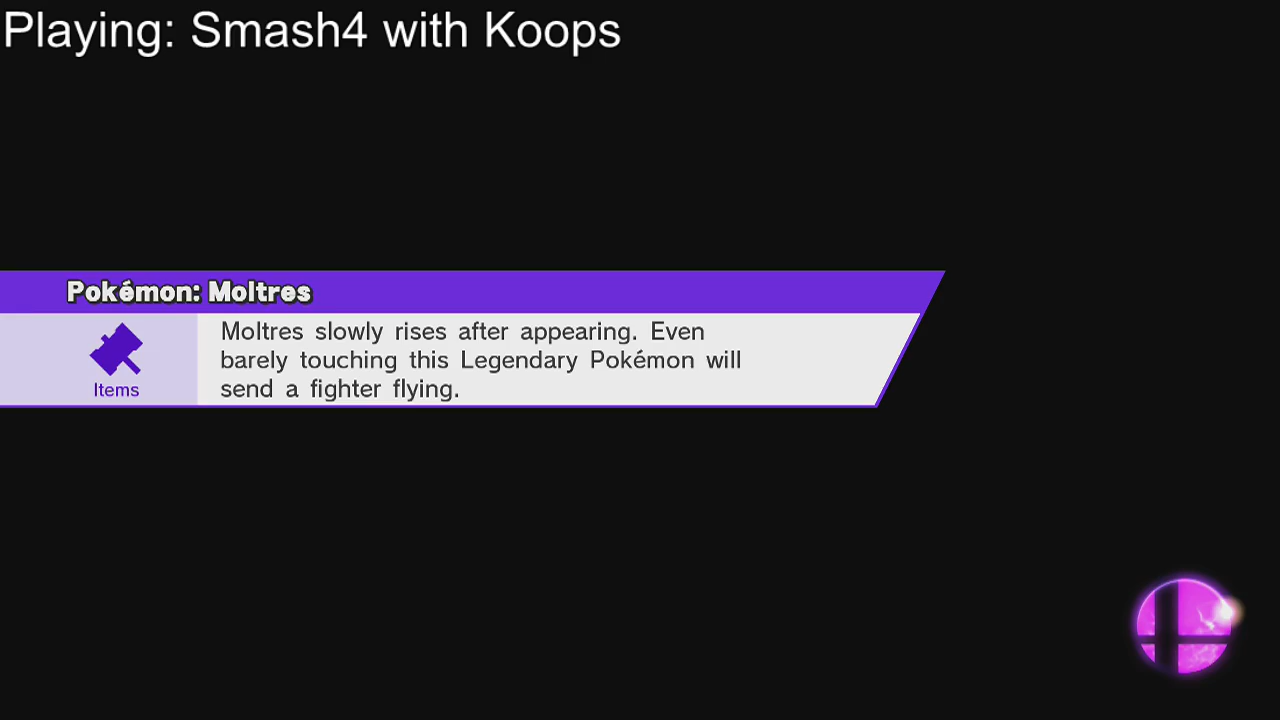 Playing: Smash4 with Koops
Pokémon: Moltres
Moltres slowly rises after appearing. Even
barely touching this Legendary Pokémon will
send a fighter flying.
Items